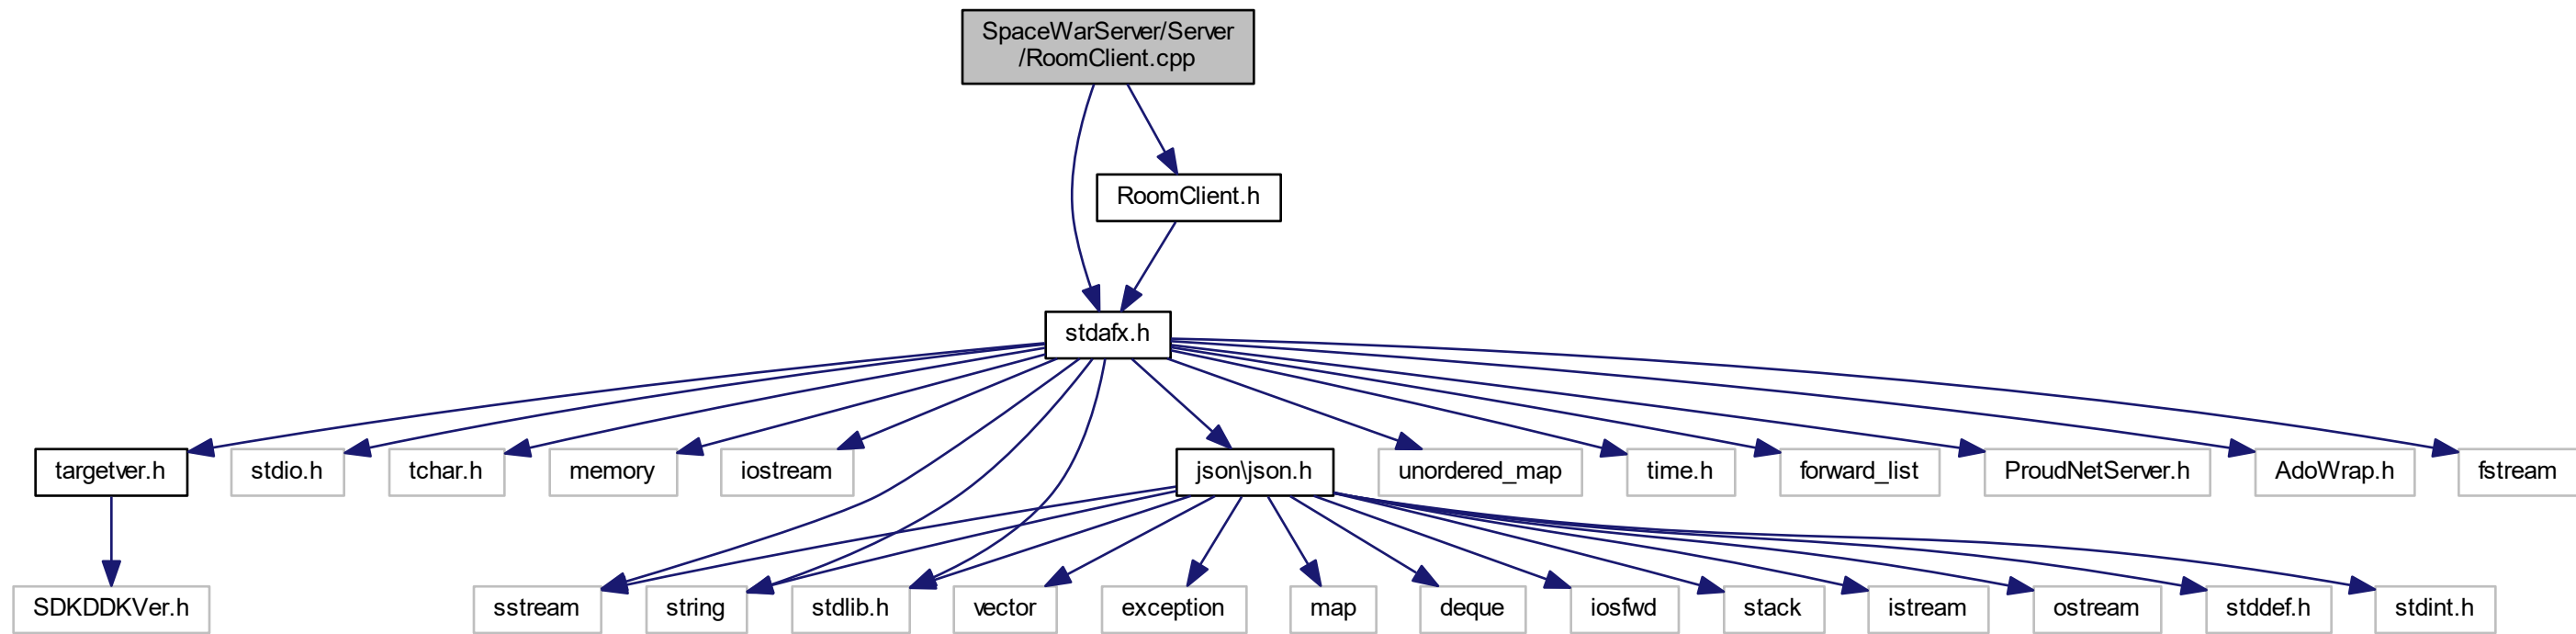 SpaceWarServer/Server
/RoomClient.cpp
RoomClient.h
stdafx.h
targetver.h
stdio.h
tchar.h
memory
iostream
json\json.h
unordered_map
time.h
forward_list
ProudNetServer.h
AdoWrap.h
fstream
SDKDDKVer.h
sstream
string
stdlib.h
vector
exception
map
deque
iosfwd
stack
istream
ostream
stddef.h
stdint.h